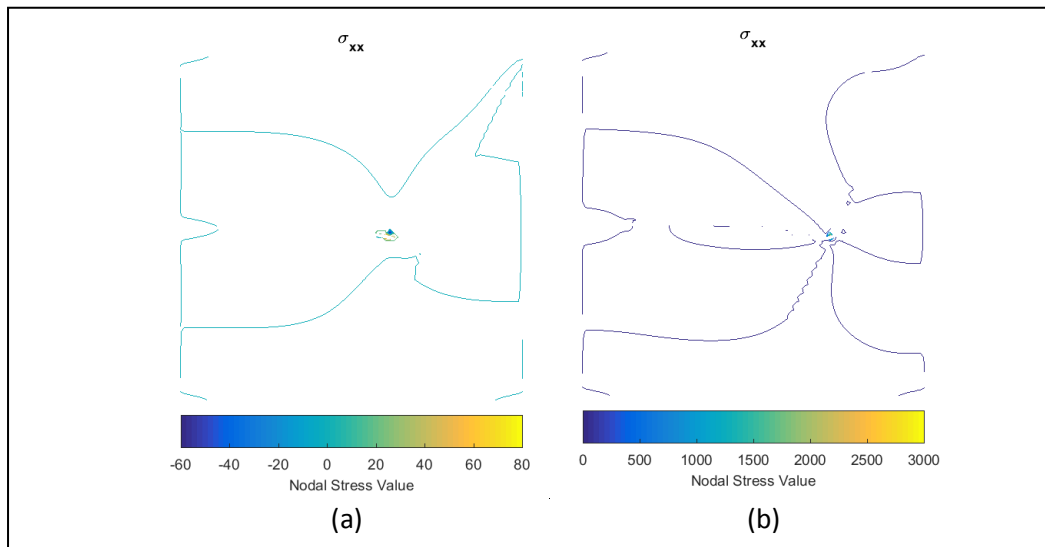 σxx
-60 -40 -20 0 20 40 60 80
Nodal Stress Value
(a)
σxx
0 500 1000 1500 2000 2500 3000
Nodal Stress Value
(b)